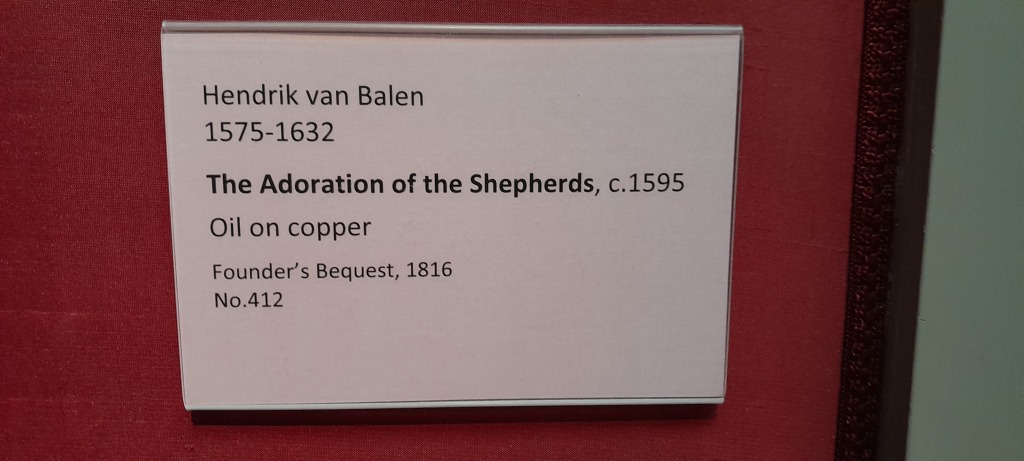 Hendrik van Balen
1575-1632
The Adoration of the Shepherds, c.1595
Oil on copper
Founder’s Bequest, 1816
No.412